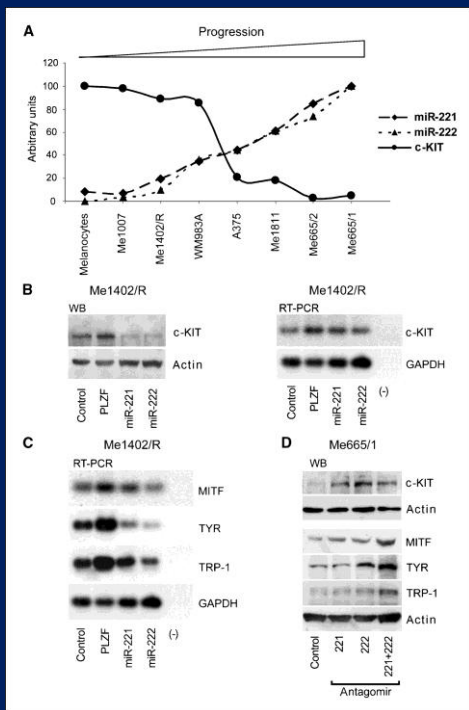 A
Progression
120
100
80
60
40
20
0
Arbitrary units
miR-221
miR-222
c-KIT
Melanocytes
Me1007
Me1402/R
WM983A
A375
Me1811
Me665/2
Me665/1
B
Me1402/R
WB
c-KIT
Actin
Control
PLZF
miR-221
miR-222
Me1402/R
RT-PCR
c-KIT
GAPDH
Control
PLZF
miR-221
miR-222
(-)
C
Me1402/R
RT-PCR
MITF
TYR
TRP-1
GAPDH
Control
PLZF
miR-221
miR-222
(-)
D
Me665/1
WB
c-KIT
Actin
MITF
TYR
TRP-1
Actin
Control
221
222
221+222
Antagomir